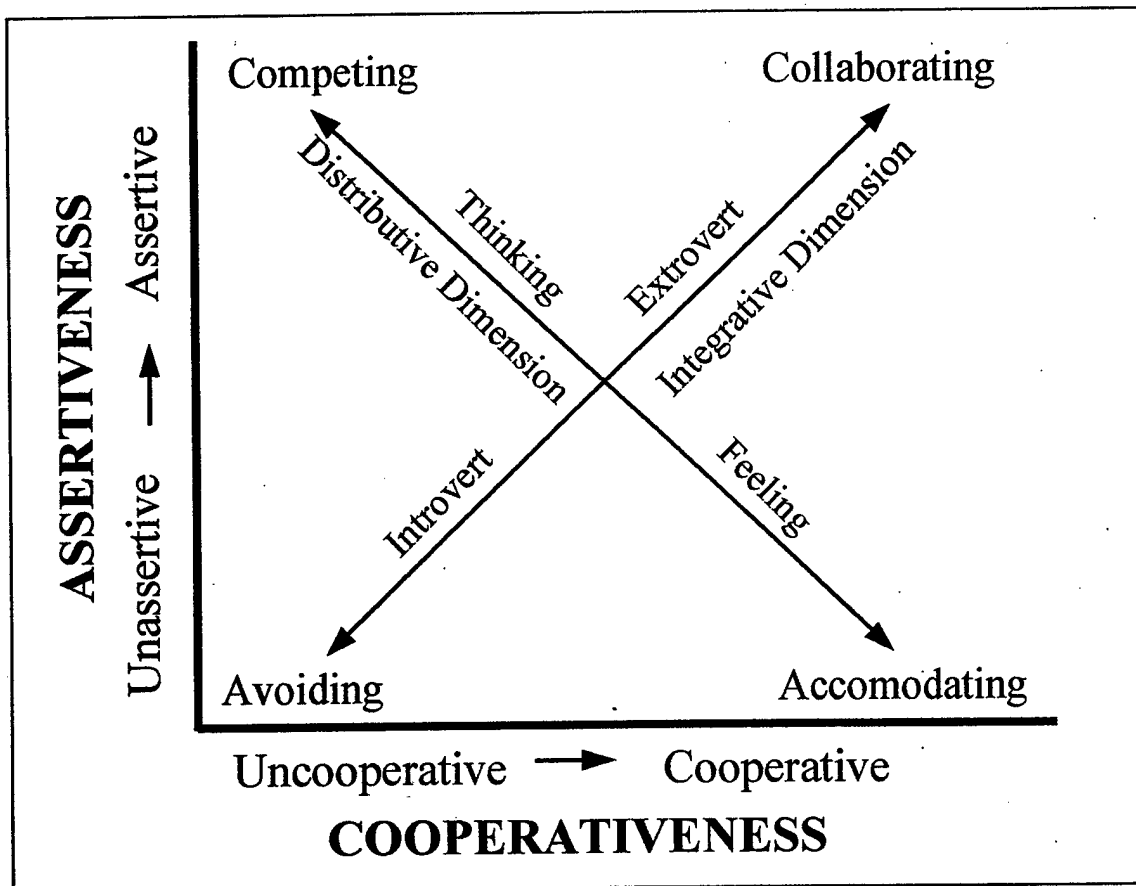 Competing
Collaborating
Distributive Dimension
Thinking
Extrovert
Integrative Dimension
Introvert
Feeling
Avoiding
Accomodating
ASSERTIVENESS
Unassertive → Assertive
Uncooperative → Cooperative
COOPERATIVENESS